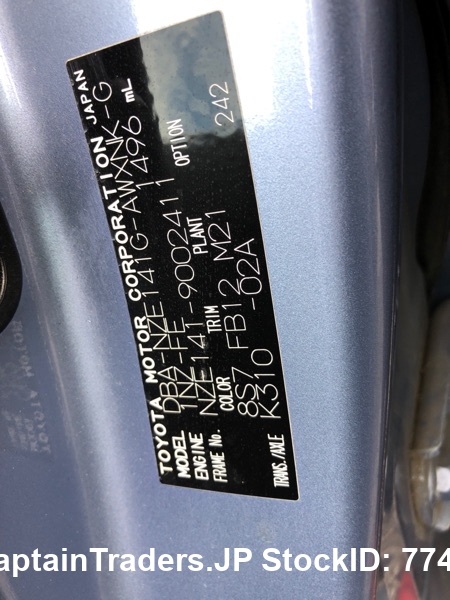 TOYOTA MOTOR CORPORATION JAPAN
MODEL DBA-NZE141G-AWXNK-G
ENGINE 1NZ-FE 1496 mL
FRAME No. NZE141-9002411
COLOR TRIM PLANT OPTION
8S7 FB12 M21 242
TRANS./AXLE K310 -02A
aptainTraders.JP StockID: 774